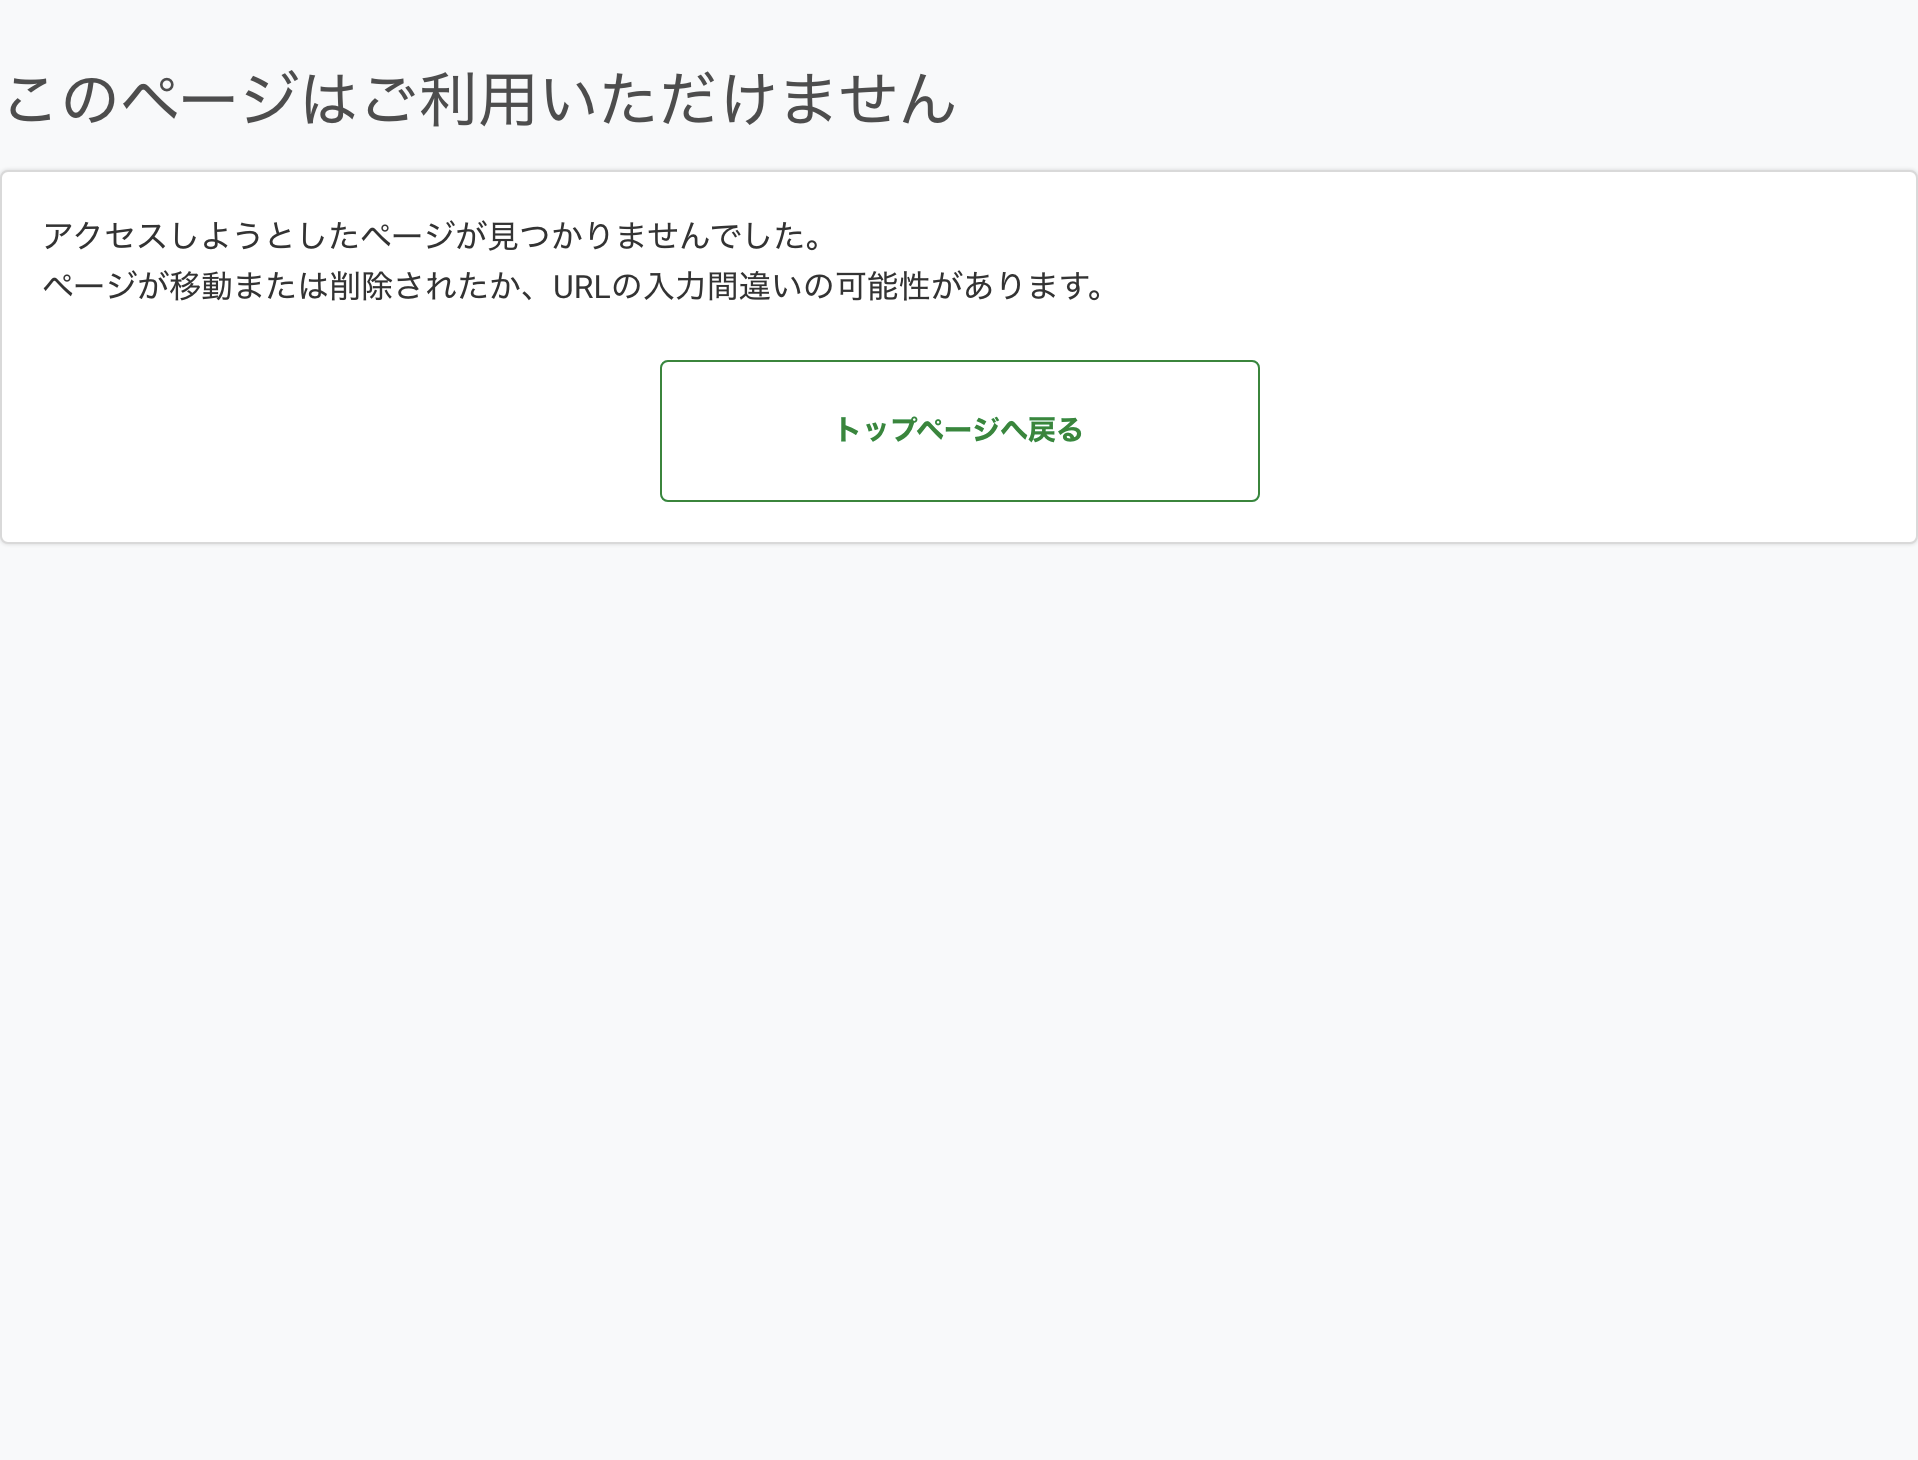 このページはご利用いただけません
アクセスしようとしたページが見つかりませんでした。
ページが移動または削除されたか、URLの入力間違いの可能性があります。
トップページへ戻る